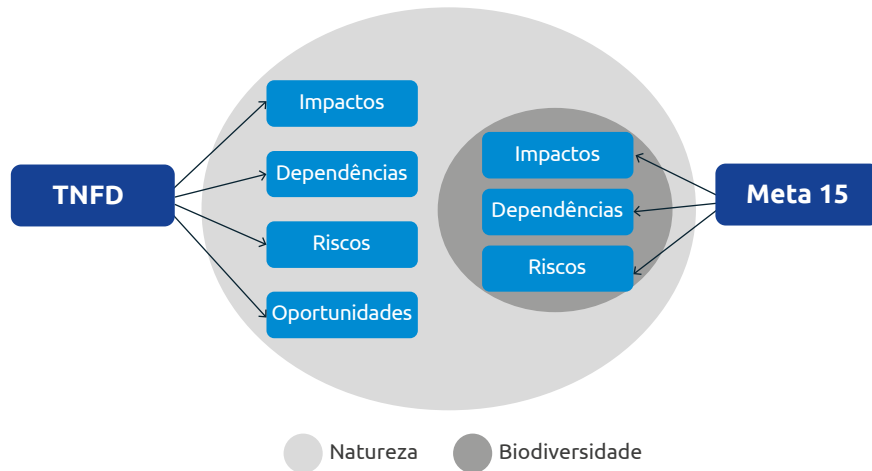 TNFD
Impactos
Dependências
Riscos
Oportunidades
Impactos
Dependências
Riscos
Meta 15
Natureza
Biodiversidade